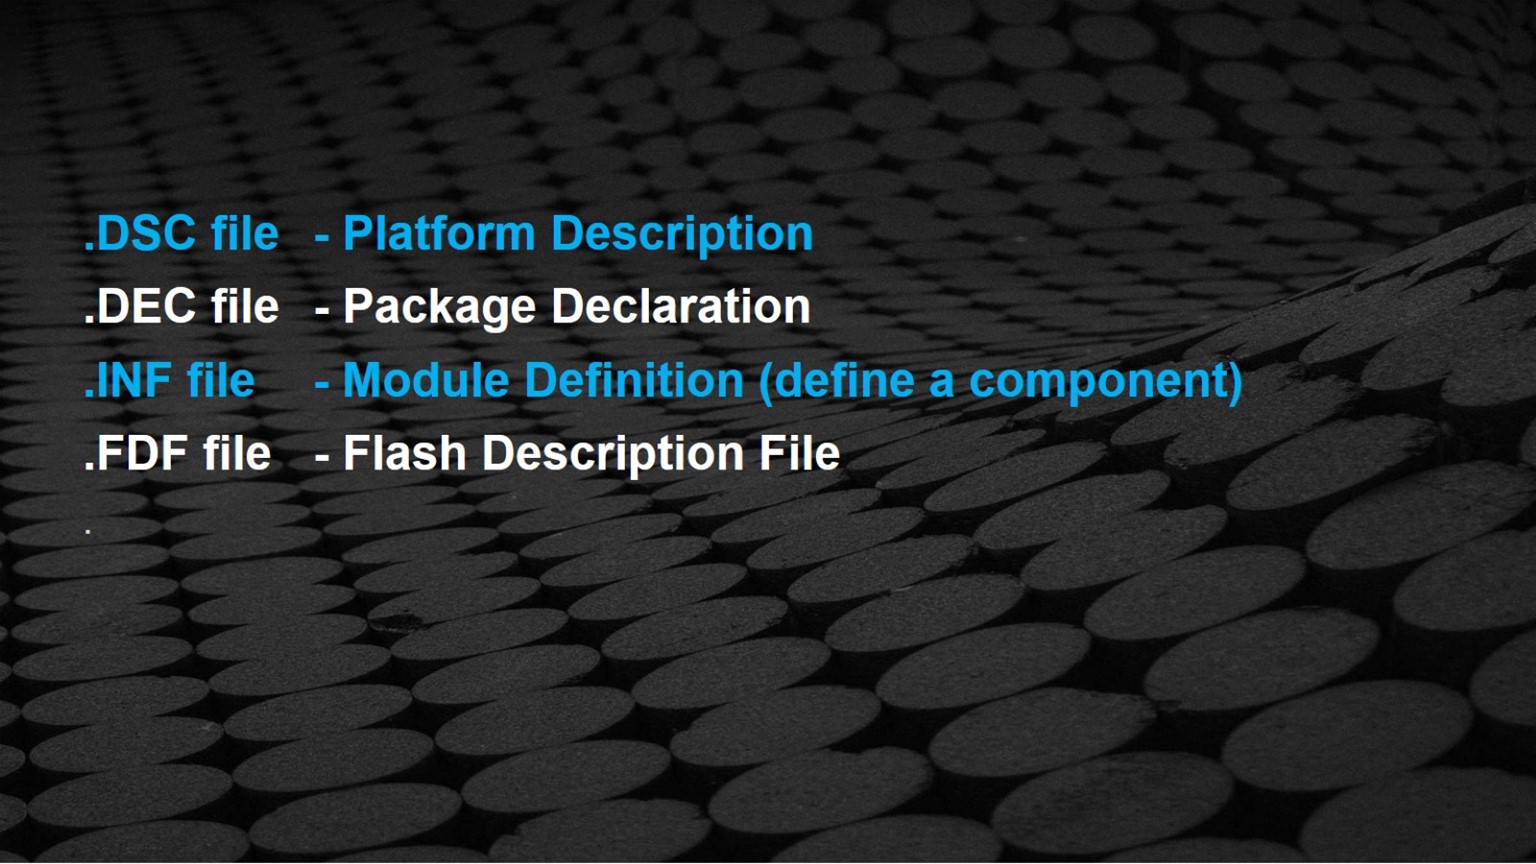 .DSC file - Platform Description
.DEC file - Package Declaration
.INF file - Module Definition (define a component)
.FDF file - Flash Description File
.